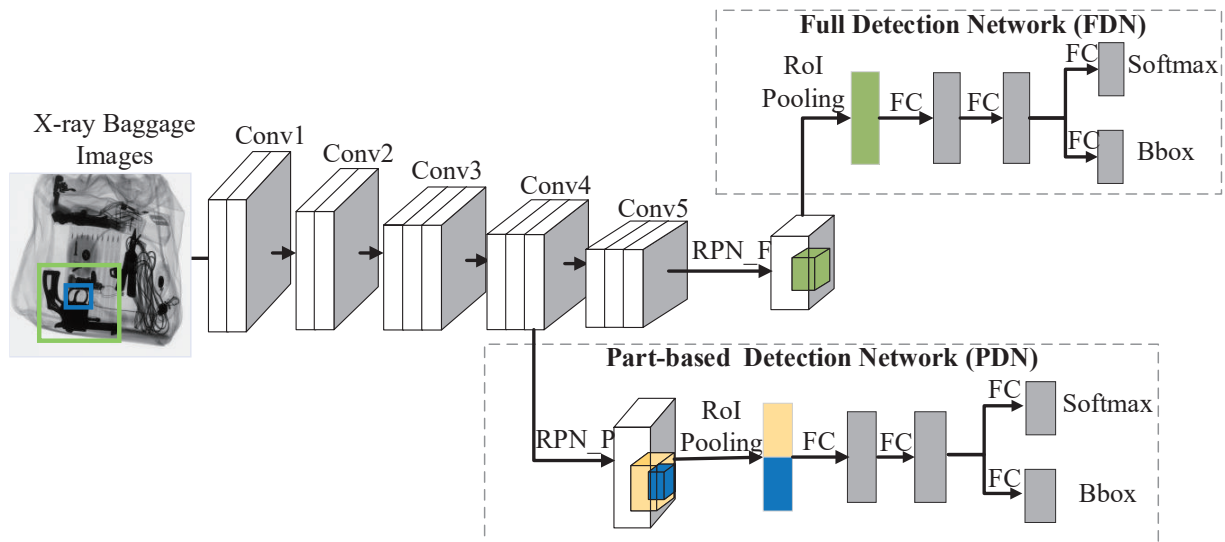 Full Detection Network (FDN)
RoI
Pooling
FC
FC
FC
Softmax
FC
Bbox
X-ray Baggage
Images
Conv1
Conv2
Conv3
Conv4
Conv5
RPN_F
Part-based Detection Network (PDN)
RPN_P
RoI
Pooling
FC
FC
FC
Softmax
FC
Bbox